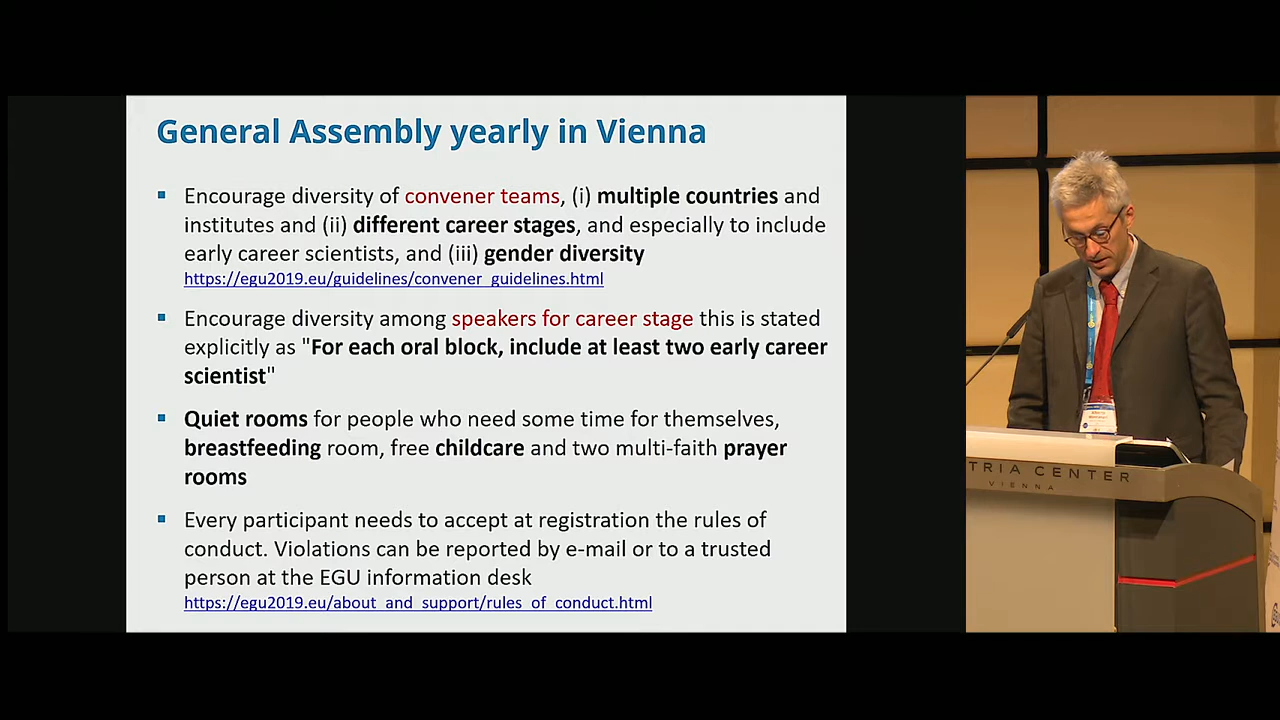 General Assembly yearly in Vienna
Encourage diversity of convener teams, (i) multiple countries and
institutes and (ii) different career stages, and especially to include
early career scientists, and (iii) gender diversity
https://egu2019.eu/guidelines/convener_guidelines.html
Encourage diversity among speakers for career stage this is stated
explicitly as "For each oral block, include at least two early career
scientist"
Quiet rooms for people who need some time for themselves,
breastfeeding room, free childcare and two multi-faith prayer
rooms
Every participant needs to accept at registration the rules of
conduct. Violations can be reported by e-mail or to a trusted
person at the EGU information desk
https://egu2019.eu/about_and_support/rules_of_conduct.html
TRIA CENTER
VIENNA